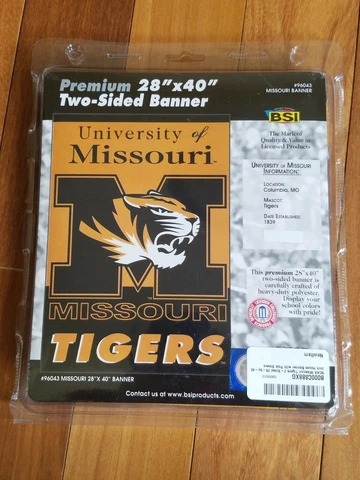 Premium 28"x40"
Two-Sided Banner
#96043
MISSOURI BANNER
BSI
The Mark of
Quality & Value in
Licensed Products
UNIVERSITY OF MISSOURI
INFORMATION:
LOCATION:
Columbia, MO
MASCOT:
Tigers
DATE ESTABLISHED:
1839
University of
Missouri
MISSOURI
TIGERS
This premium 28"x40"
two-sided banner is
carefully crafted of
heavy-duty polyester.
Display your
school colors
with pride!
#96043 MISSOURI 28"X 40" BANNER
Contact us at - www.bsiproducts.com
B000CS88XG